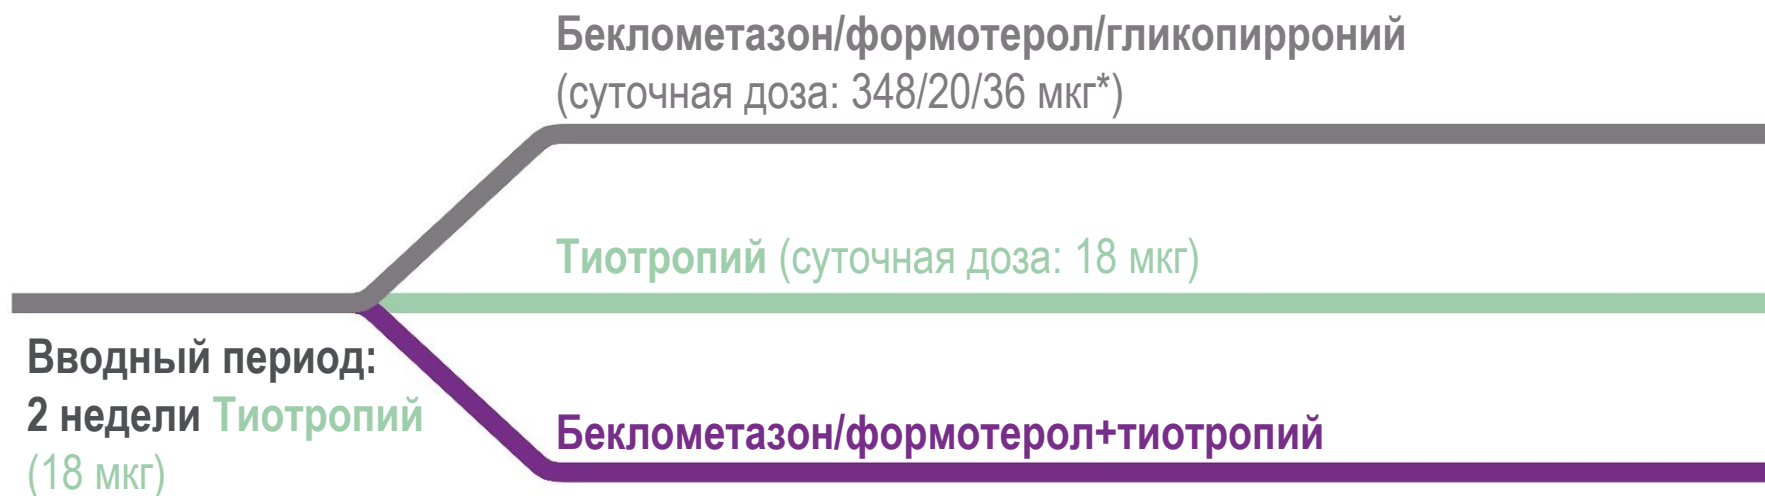 Беклометазон/формотерол/гликопирроний
(суточная доза: 348/20/36 мкг*)
Тиотропий (суточная доза: 18 мкг)
Вводный период:
2 недели Тиотропий
(18 мкг)
Беклометазон/формотерол+тиотропий